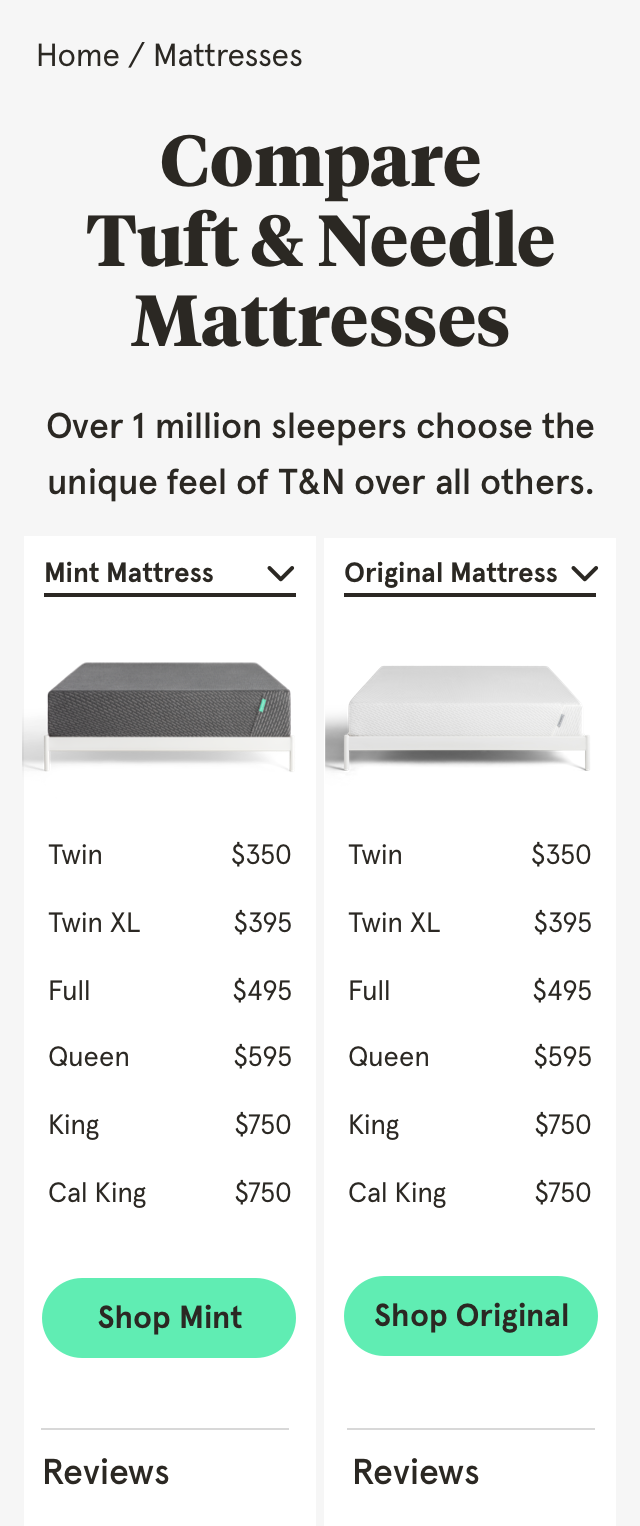 Home / Mattresses
Compare
Tuft & Needle
Mattresses
Over 1 million sleepers choose the
unique feel of T&N over all others.
Mint Mattress
Twin $350
Twin XL $395
Full $495
Queen $595
King $750
Cal King $750
Shop Mint
Reviews
Original Mattress
Twin $350
Twin XL $395
Full $495
Queen $595
King $750
Cal King $750
Shop Original
Reviews